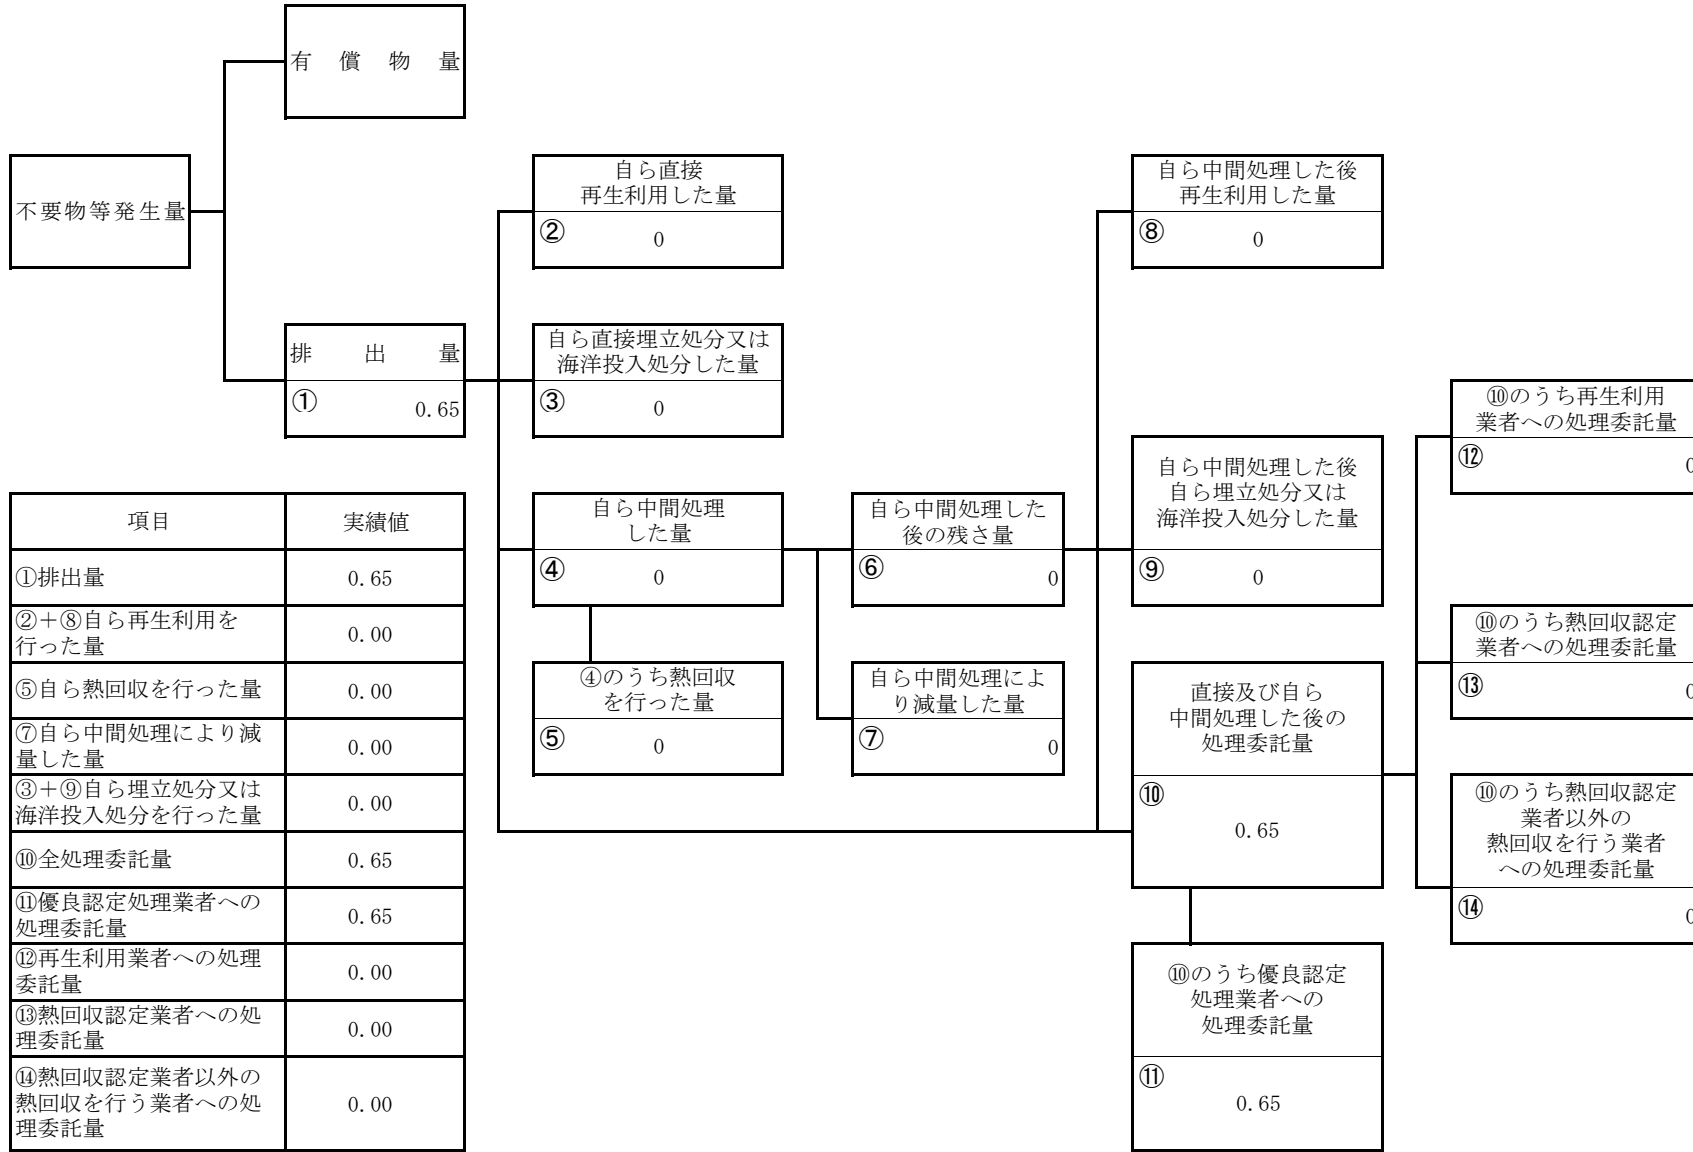 有償物量
不要物等発生量
排出量
① 0.65
自ら直接
再生利用した量
② 0
自ら直接埋立処分又は
海洋投入処分した量
③ 0
自ら中間処理
した量
④ 0
④のうち熱回収
を行った量
⑤ 0
自ら中間処理した
後の残さ量
⑥ 0
自ら中間処理によ
り減量した量
⑦ 0
自ら中間処理した後
再生利用した量
⑧ 0
自ら中間処理した後
自ら埋立処分又は
海洋投入処分した量
⑨ 0
直接及び自ら
中間処理した後の
処理委託量
⑩
0.65
⑩のうち優良認定
処理業者への
処理委託量
⑪
0.65
⑩のうち再生利用
業者への処理委託量
⑫ 0
⑩のうち熱回収認定
業者への処理委託量
⑬ 0
⑩のうち熱回収認定
業者以外の
熱回収を行う業者
への処理委託量
⑭ 0
項目 実績値
①排出量 0.65
②+⑧自ら再生利用を
行った量 0.00
⑤自ら熱回収を行った量 0.00
⑦自ら中間処理により減
量した量 0.00
③+⑨自ら埋立処分又は
海洋投入処分を行った量 0.00
⑩全処理委託量 0.65
⑪優良認定処理業者への
処理委託量 0.65
⑫再生利用業者への処理
委託量 0.00
⑬熱回収認定業者への処
理委託量 0.00
⑭熱回収認定業者以外の
熱回収を行う業者への処
理委託量 0.00